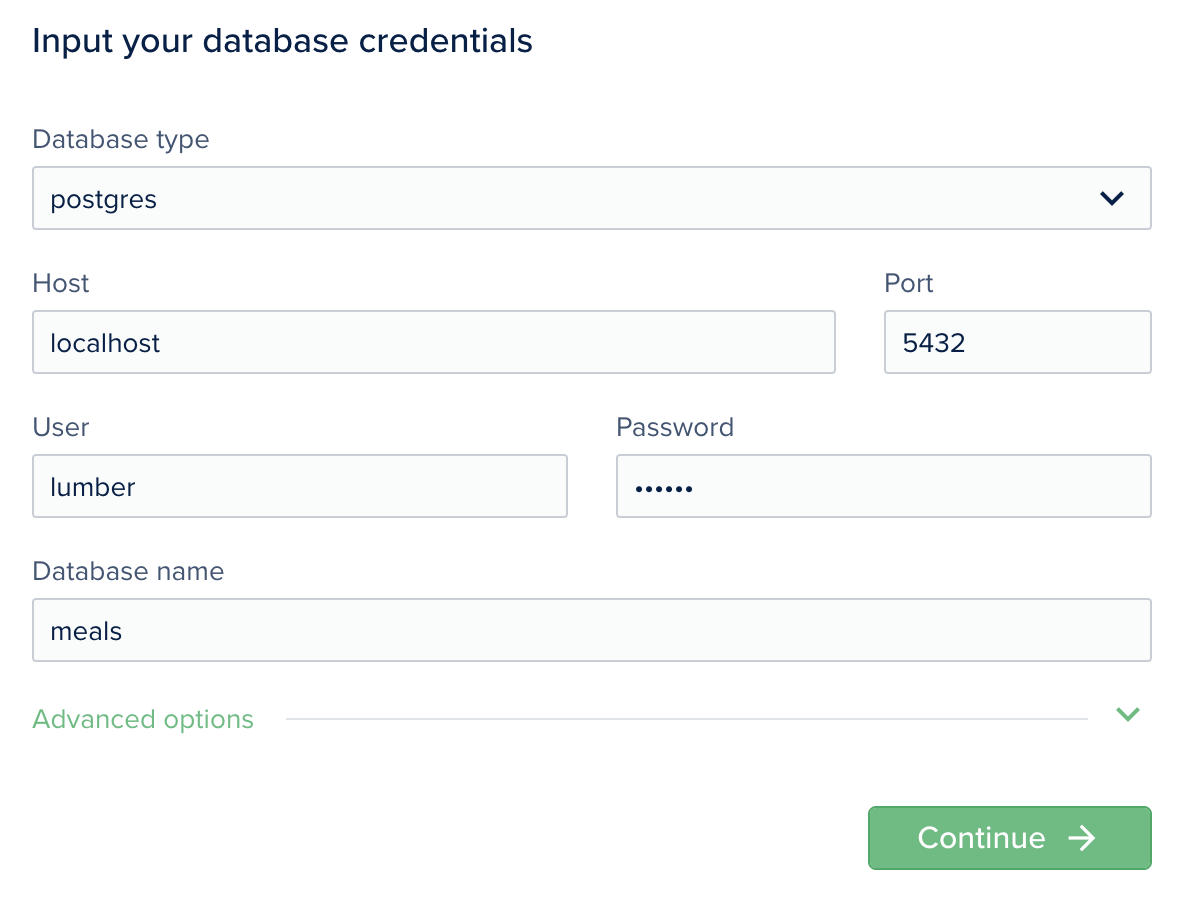 Input your database credentials
Database type
postgres
Host
Port
localhost
5432
User
Password
lumber
••••••
Database name
meals
Advanced options
Continue →